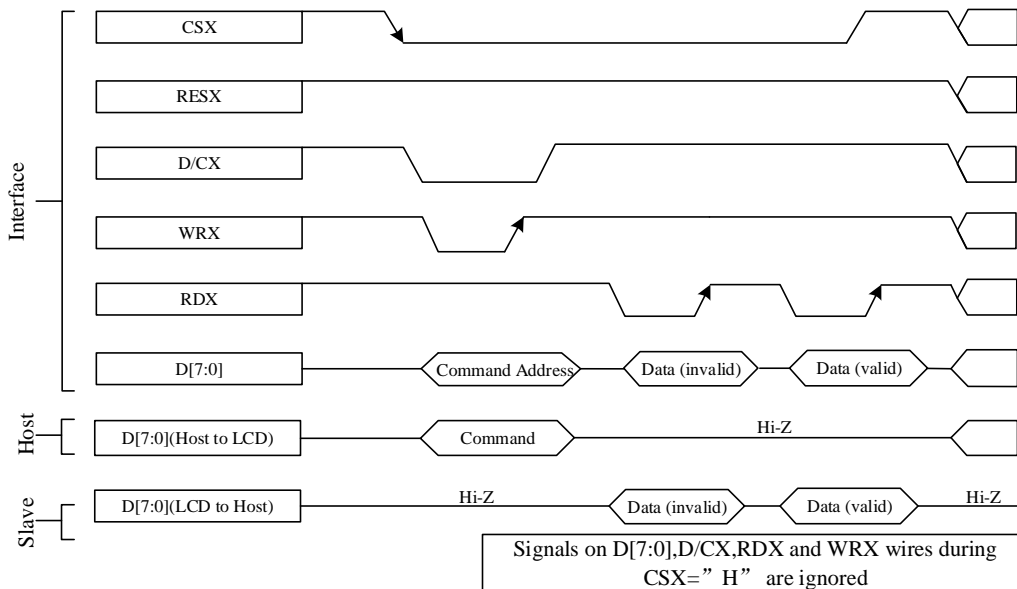 Interface
CSX
RESX
D/CX
WRX
RDX
D[7:0]
Command Address
Data (invalid)
Data (valid)
Host
D[7:0](Host to LCD)
Command
Hi-Z
Slave
D[7:0](LCD to Host)
Hi-Z
Data (invalid)
Data (valid)
Hi-Z
Signals on D[7:0],D/CX,RDX and WRX wires during
CSX=” H” are ignored